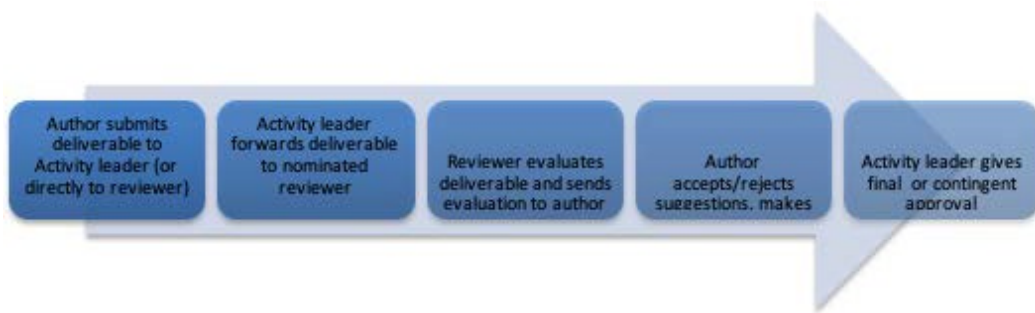 Author submits
deliverable to
Activity leader (or
directly to reviewer)
Activity leader
forwards deliverable
to nominated
reviewer
Reviewer evaluates
deliverable and sends
evaluation to author
Author
accepts/rejects
suggestions, makes
Activity leader gives
final or contingent
approval